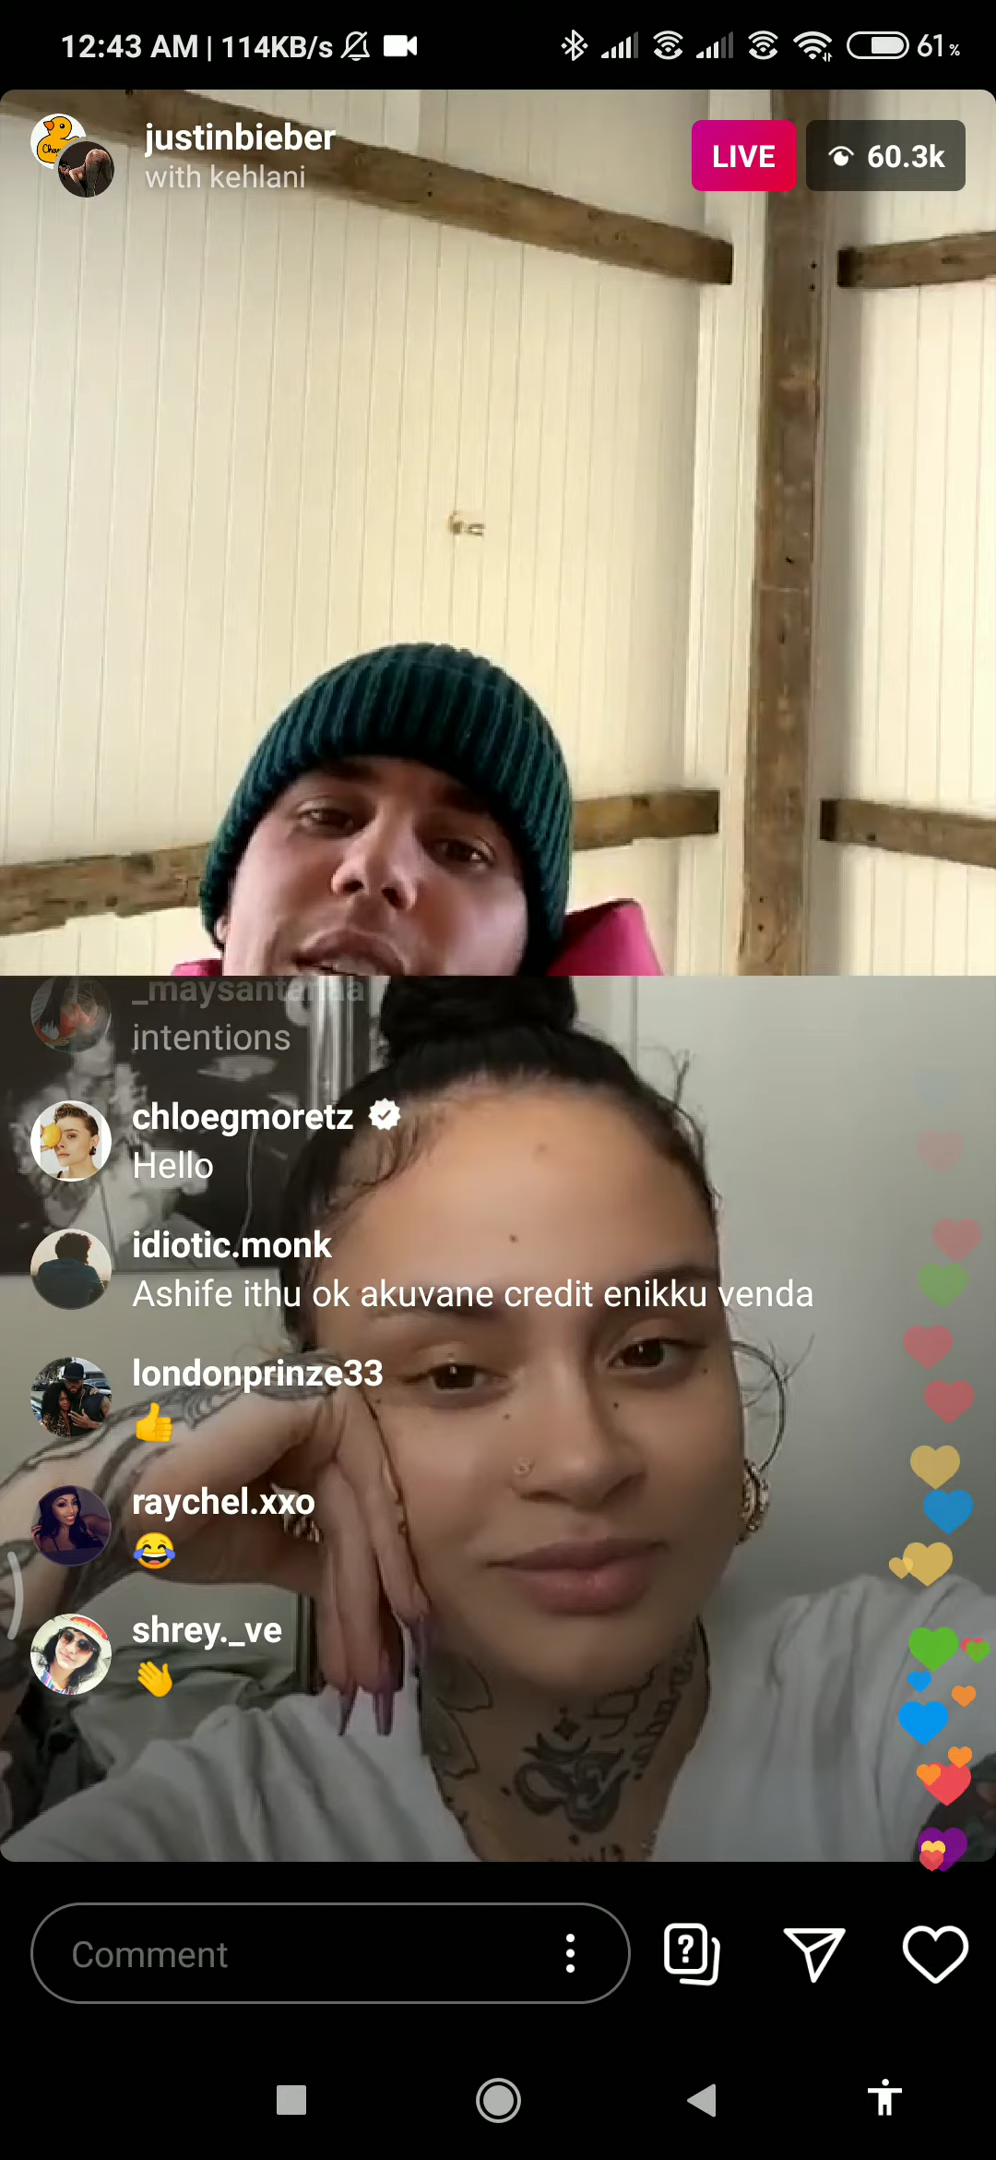 12:43 AM | 114KB/s
61%
justinbieber
with kehlani
LIVE
60.3k
_maysantanaa
intentions
chloegmoretz
Hello
idiotic.monk
Ashife ithu ok akuvane credit enikku venda
londonprinze33
👍
raychel.xxo
😂
shrey._ve
👋
Comment